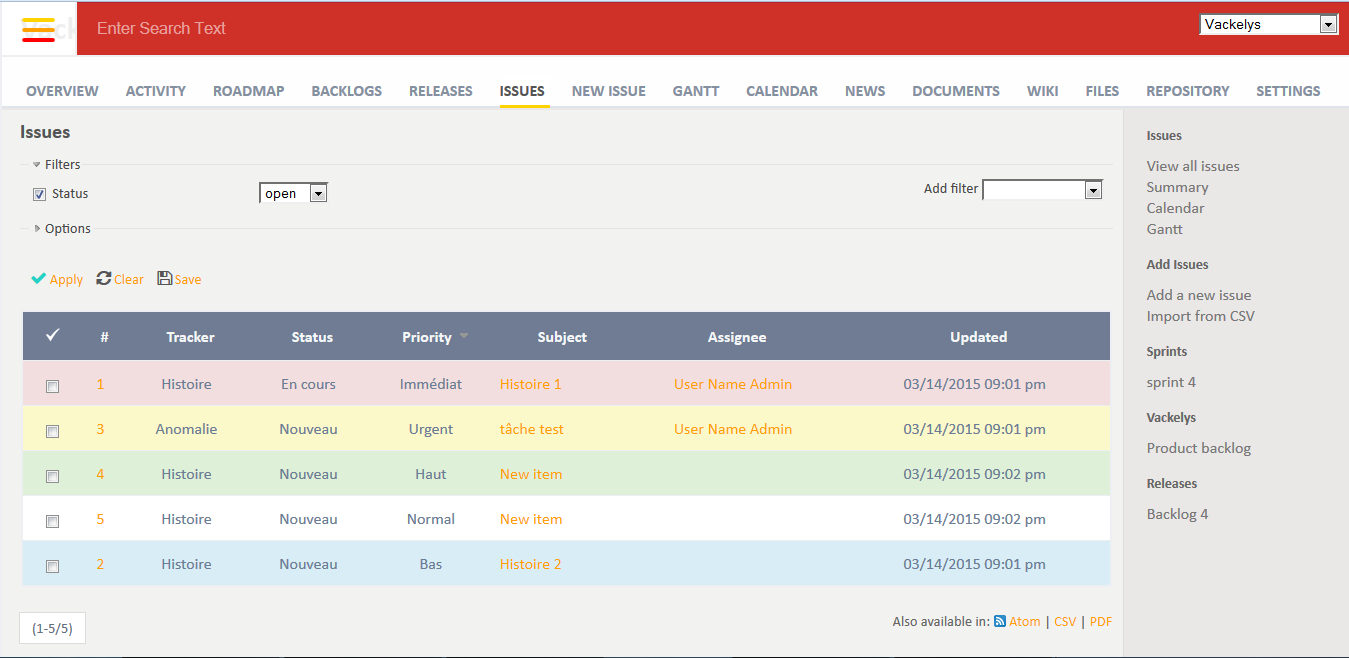 Enter Search Text
Vackelys
OVERVIEW ACTIVITY ROADMAP BACKLOGS RELEASES ISSUES NEW ISSUE GANTT CALENDAR NEWS DOCUMENTS WIKI FILES REPOSITORY SETTINGS
Issues
Filters
Status open Add filter
Options
Apply Clear Save
# Tracker Status Priority Subject Assignee Updated
1 Histoire En cours Immédiat Histoire 1 User Name Admin 03/14/2015 09:01 pm
3 Anomalie Nouveau Urgent tâche test User Name Admin 03/14/2015 09:01 pm
4 Histoire Nouveau Haut New item 03/14/2015 09:02 pm
5 Histoire Nouveau Normal New item 03/14/2015 09:02 pm
2 Histoire Nouveau Bas Histoire 2 03/14/2015 09:01 pm
(1-5/5)
Also available in: Atom | CSV | PDF
Issues
View all issues
Summary
Calendar
Gantt
Add Issues
Add a new issue
Import from CSV
Sprints
sprint 4
Vackelys
Product backlog
Releases
Backlog 4